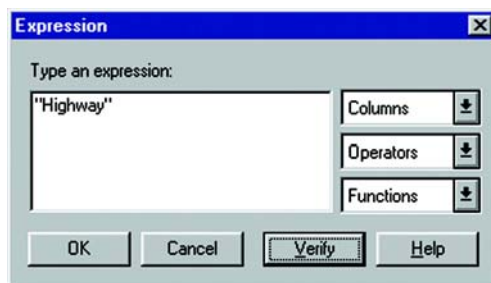 Expression
Type an expression:
"Highway"
Columns
Operators
Functions
OK
Cancel
Verify
Help